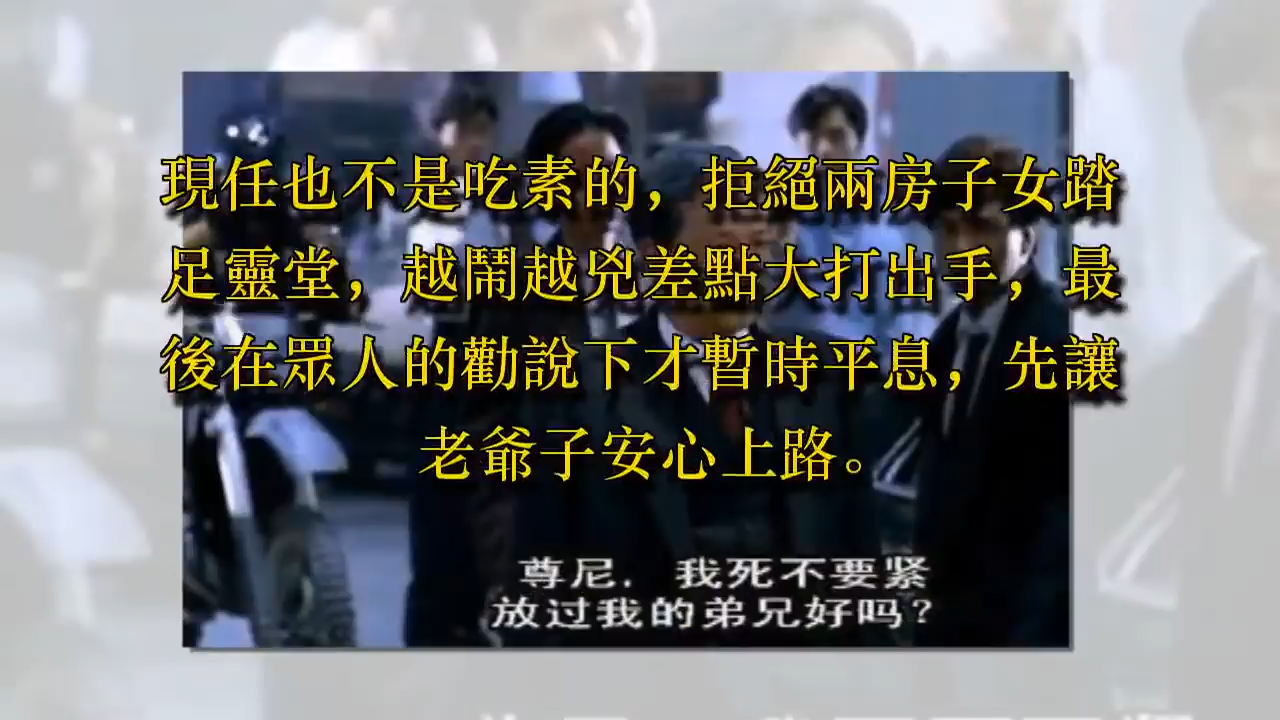 現任也不是吃素的，拒絕兩房子女踏
足靈堂，越鬧越兇差點大打出手，最
後在眾人的勸說下才暫時平息，先讓
老爺子安心上路。
尊尼．我死不要紧
放过我的弟兄好吗？